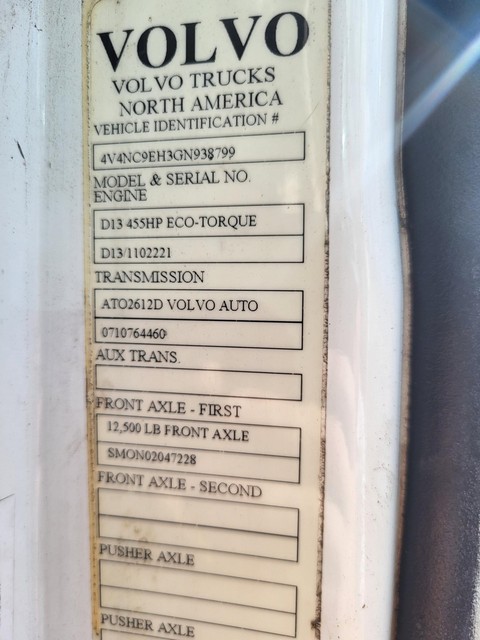 VOLVO
VOLVO TRUCKS
NORTH AMERICA
VEHICLE IDENTIFICATION #
4V4NC9EH3GN938799
MODEL & SERIAL NO.
ENGINE
D13 455HP ECO-TORQUE
D13/1102221
TRANSMISSION
ATO2612D VOLVO AUTO
0710764460
AUX TRANS.
FRONT AXLE - FIRST
12,500 LB FRONT AXLE
SMON02047228
FRONT AXLE - SECOND
PUSHER AXLE
PUSHER AXLE